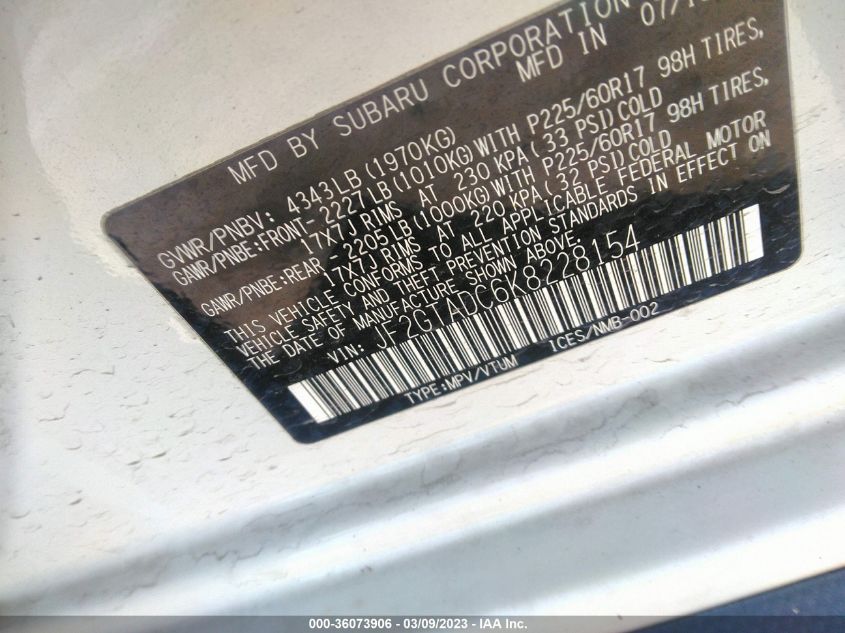 MFD BY SUBARU CORPORATION
MFD IN 07/18
GVWR/PNBV: 4343LB (1970KG)
GAWR/PNBE:FRONT- 2227LB(1010KG)WITH P225/60R17 98H TIRES,
17X7J RIMS AT 230 KPA( 33 PSI)COLD
GAWR/PNBE:REAR 2205LB(1000KG)WITH P225/60R17 98H TIRES,
17X7J RIMS AT 220 KPA( 32 PSI)COLD
THIS VEHICLE CONFORMS TO ALL APPLICABLE FEDERAL MOTOR
VEHICLE SAFETY AND THEFT PREVENTION STANDARDS IN EFFECT ON
THE DATE OF MANUFACTURE SHOWN ABOVE.
VIN: JF2GTADC6K8228154
TYPE:MPV/VTUM ICES/NMB-002
000-36073906 - 03/09/2023 - IAA Inc.